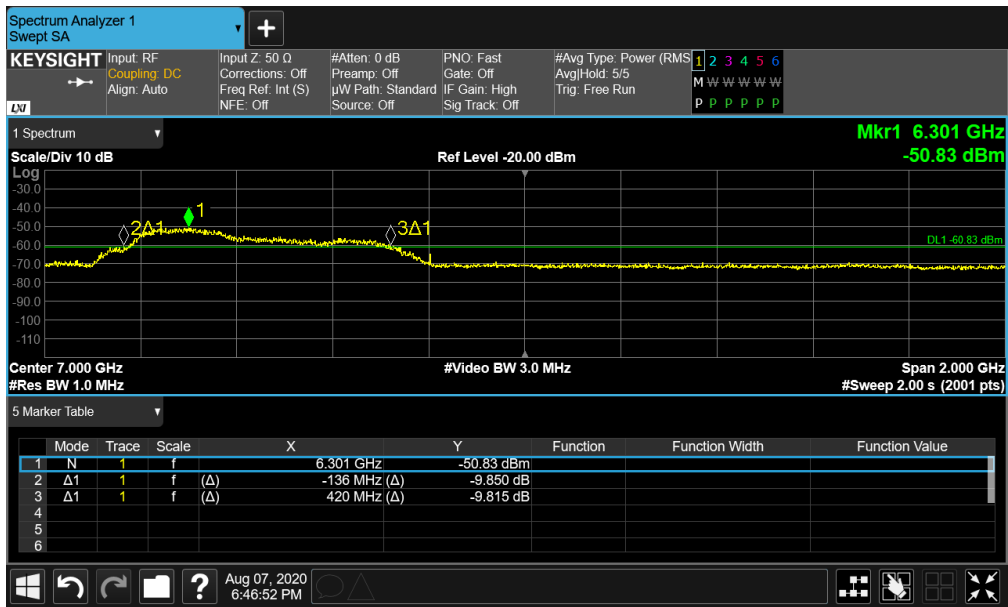 Spectrum Analyzer 1
Swept SA
+
KEYSIGHT
LXI
Input: RF
Coupling: DC
Align: Auto
Input Z: 50 Ω
Corrections: Off
Freq Ref: Int (S)
NFE: Off
#Atten: 0 dB
Preamp: Off
µW Path: Standard
Source: Off
PNO: Fast
Gate: Off
IF Gain: High
Sig Track: Off
#Avg Type: Power (RMS
Avg|Hold: 5/5
Trig: Free Run
1 2 3 4 5 6
M W W W W W
P P P P P P
1 Spectrum
Mkr1 6.301 GHz
Scale/Div 10 dB
Ref Level -20.00 dBm
-50.83 dBm
Log
-30.0
-40.0
1
-50.0
2Δ1
3Δ1
-60.0
DL1 -60.83 dBm
-70.0
-80.0
-90.0
-100
-110
Center 7.000 GHz
#Video BW 3.0 MHz
Span 2.000 GHz
#Res BW 1.0 MHz
#Sweep 2.00 s (2001 pts)
5 Marker Table
Mode Trace Scale X Y Function Function Width Function Value
1 N 1 f 6.301 GHz -50.83 dBm
2 Δ1 1 f (Δ) -136 MHz (Δ) -9.850 dB
3 Δ1 1 f (Δ) 420 MHz (Δ) -9.815 dB
4
5
6
?
Aug 07, 2020
6:46:52 PM